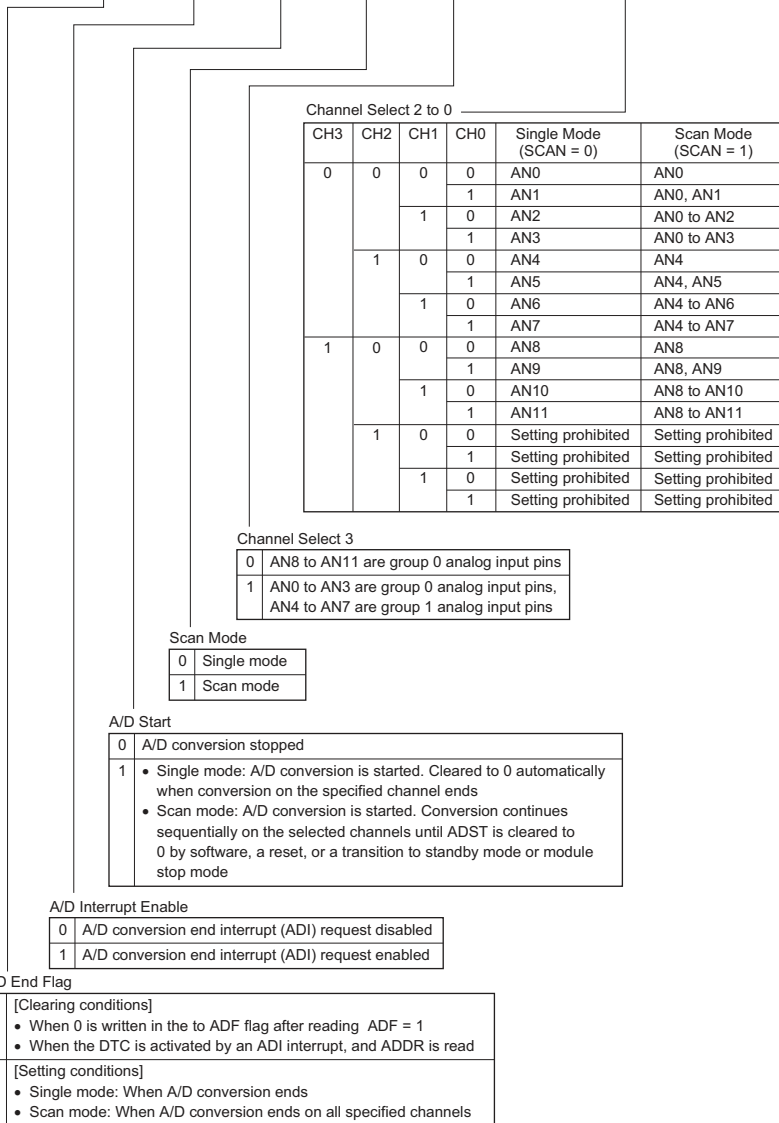 Channel Select 2 to 0
CH3 CH2 CH1 CH0 Single Mode (SCAN = 0) Scan Mode (SCAN = 1)
0 0 0 0 AN0 AN0
1 AN1 AN0, AN1
1 0 AN2 AN0 to AN2
1 AN3 AN0 to AN3
1 0 0 AN4 AN4
1 AN5 AN4, AN5
1 0 AN6 AN4 to AN6
1 AN7 AN4 to AN7
1 0 0 0 AN8 AN8
1 AN9 AN8, AN9
1 0 AN10 AN8 to AN10
1 AN11 AN8 to AN11
1 0 0 Setting prohibited Setting prohibited
1 Setting prohibited Setting prohibited
1 0 Setting prohibited Setting prohibited
1 Setting prohibited Setting prohibited
Channel Select 3
0 AN8 to AN11 are group 0 analog input pins
1 AN0 to AN3 are group 0 analog input pins,
AN4 to AN7 are group 1 analog input pins
Scan Mode
0 Single mode
1 Scan mode
A/D Start
0 A/D conversion stopped
1 • Single mode: A/D conversion is started. Cleared to 0 automatically
when conversion on the specified channel ends
• Scan mode: A/D conversion is started. Conversion continues
sequentially on the selected channels until ADST is cleared to
0 by software, a reset, or a transition to standby mode or module
stop mode
A/D Interrupt Enable
0 A/D conversion end interrupt (ADI) request disabled
1 A/D conversion end interrupt (ADI) request enabled
End Flag
[Clearing conditions]
• When 0 is written in the to ADF flag after reading ADF = 1
• When the DTC is activated by an ADI interrupt, and ADDR is read
[Setting conditions]
• Single mode: When A/D conversion ends
• Scan mode: When A/D conversion ends on all specified channels